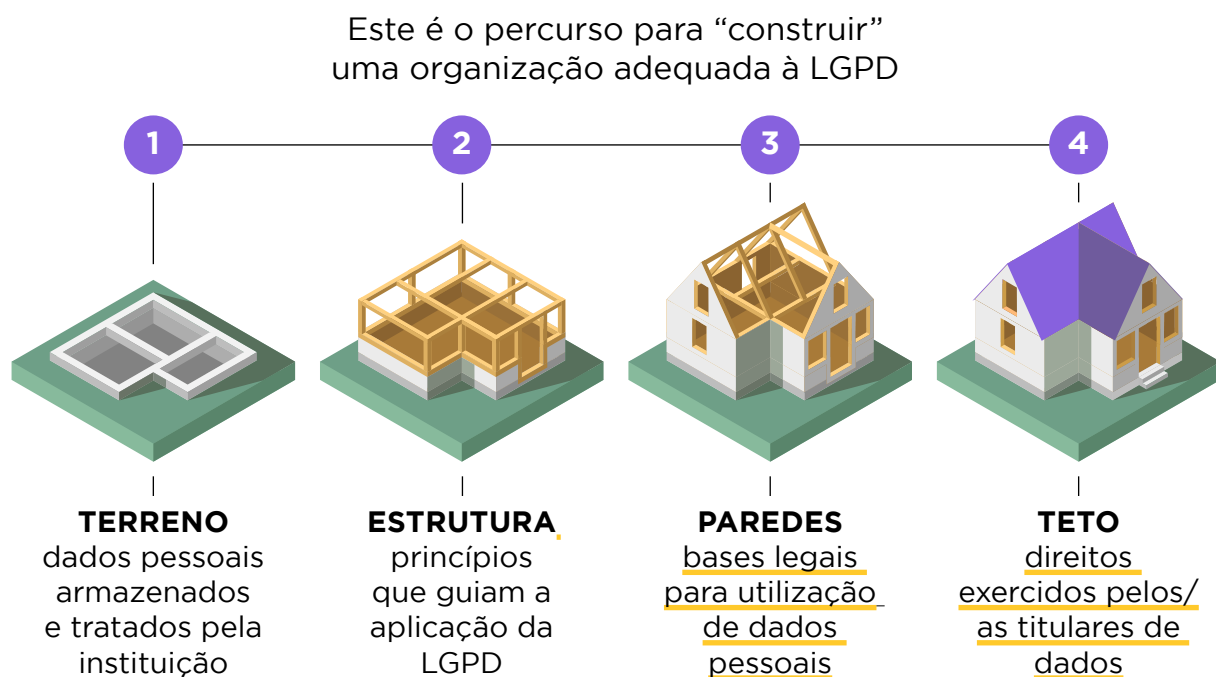 Este é o percurso para “construir”
uma organização adequada à LGPD
1
2
3
4
TERRENO
dados pessoais
armazenados
e tratados pela
instituição
ESTRUTURA
princípios
que guiam a
aplicação da
LGPD
PAREDES
bases legais
para utilização
de dados
pessoais
TETO
direitos
exercidos pelos/
as titulares de
dados